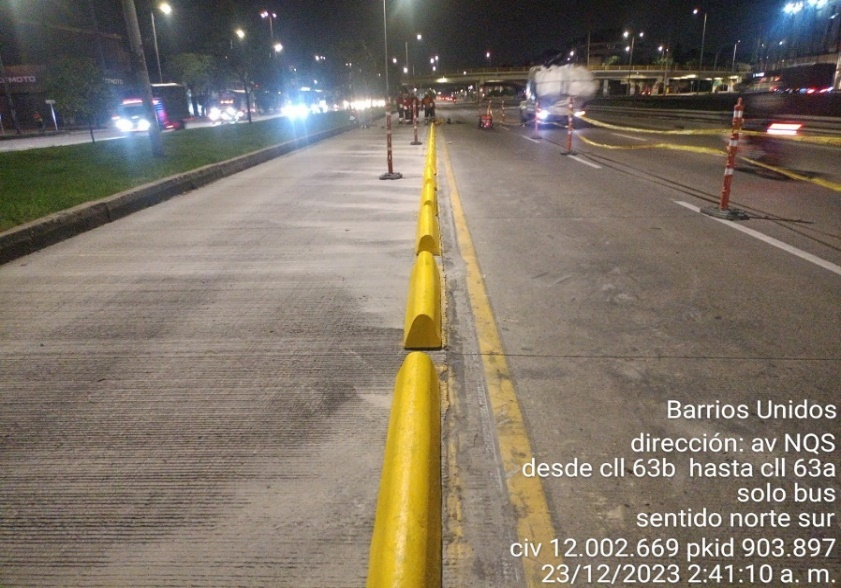 MOTO
Barrios Unidos
dirección: av NQS
desde cll 63b hasta cll 63a
solo bus
sentido norte sur
civ 12.002.669 pkid 903.897
23/12/2023 2:41:10 a. m.